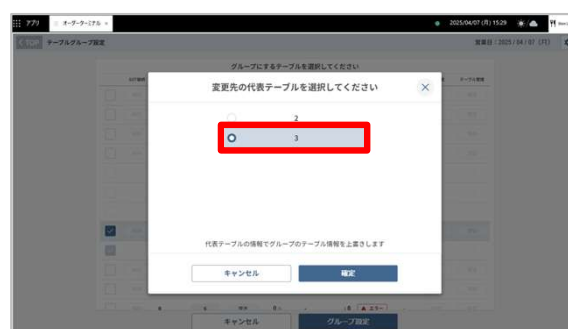 アプリ オーダーターミナル × 2025/04/07 (月) 15:29
< TOP テーブルグループ設定 営業日 : 2025 / 04 / 07 (月)
グループにするテーブルを選択してください
変更先の代表テーブルを選択してください ×
2
3
代表テーブルの情報でグループのテーブル情報を上書きします
キャンセル 確定
エラー
キャンセル グループ設定